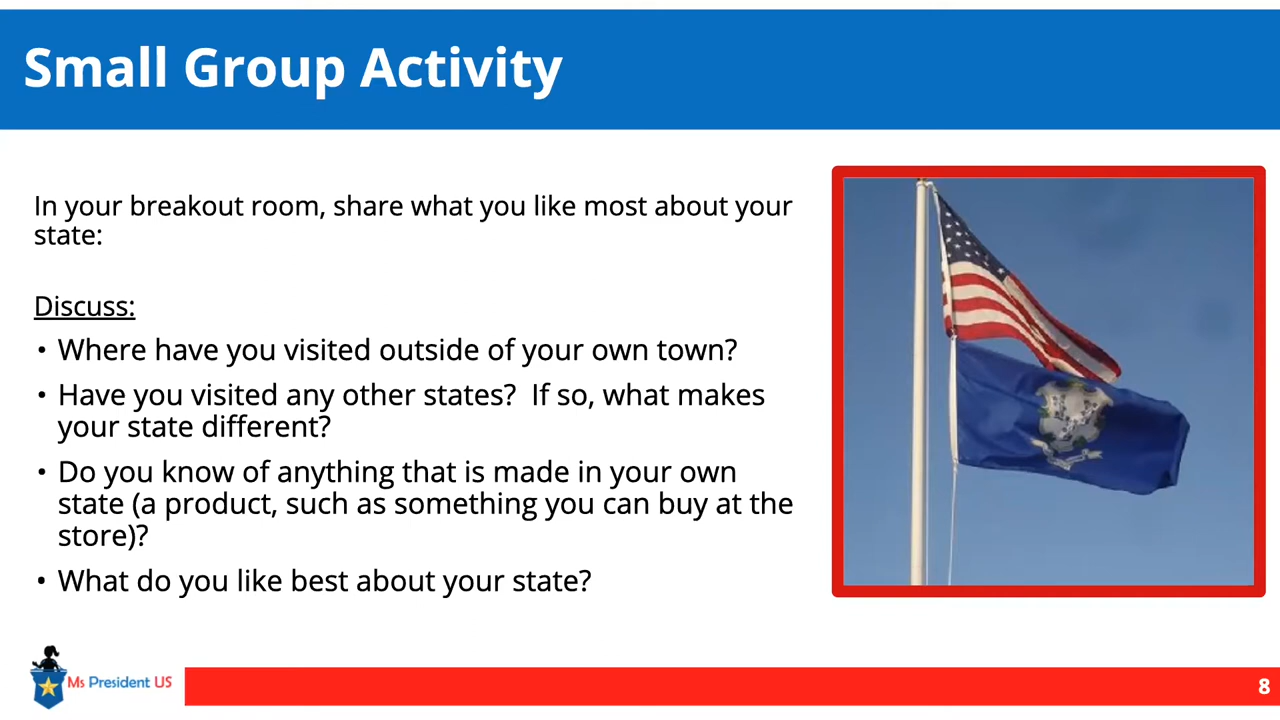 Small Group Activity
In your breakout room, share what you like most about your
state:
Discuss:
• Where have you visited outside of your own town?
• Have you visited any other states?  If so, what makes
your state different?
• Do you know of anything that is made in your own
state (a product, such as something you can buy at the
store)?
• What do you like best about your state?
Ms President US
8